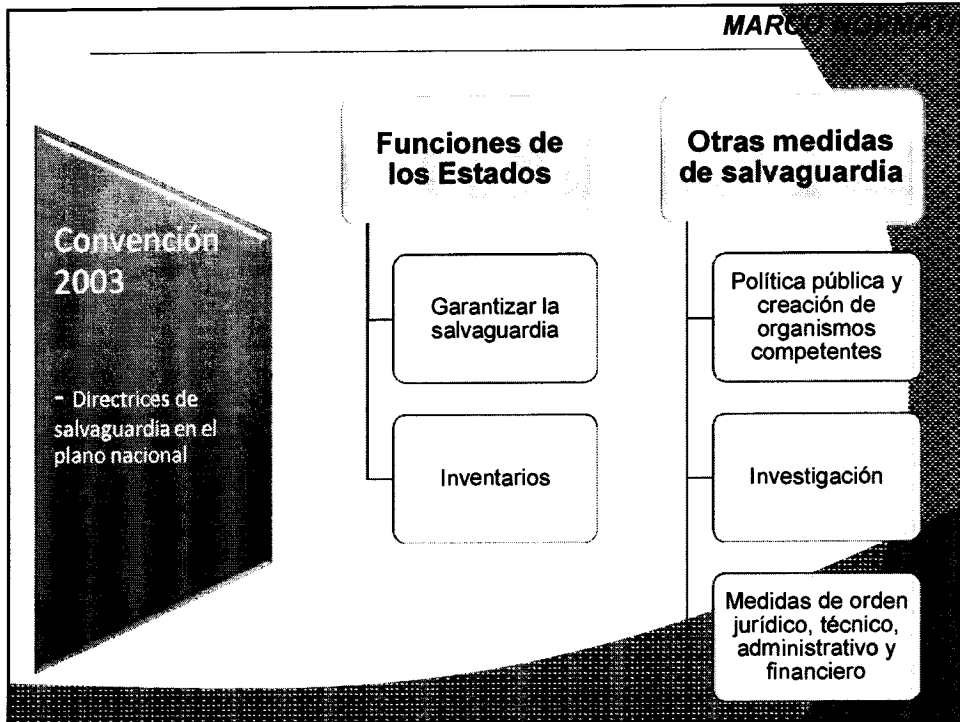 MARCO NORMATI
Convención
2003
- Directrices de
salvaguardia en el
plano nacional
Funciones de
los Estados
Garantizar la
salvaguardia
Inventarios
Otras medidas
de salvaguardia
Política pública y
creación de
organismos
competentes
Investigación
Medidas de orden
jurídico, técnico,
administrativo y
financiero